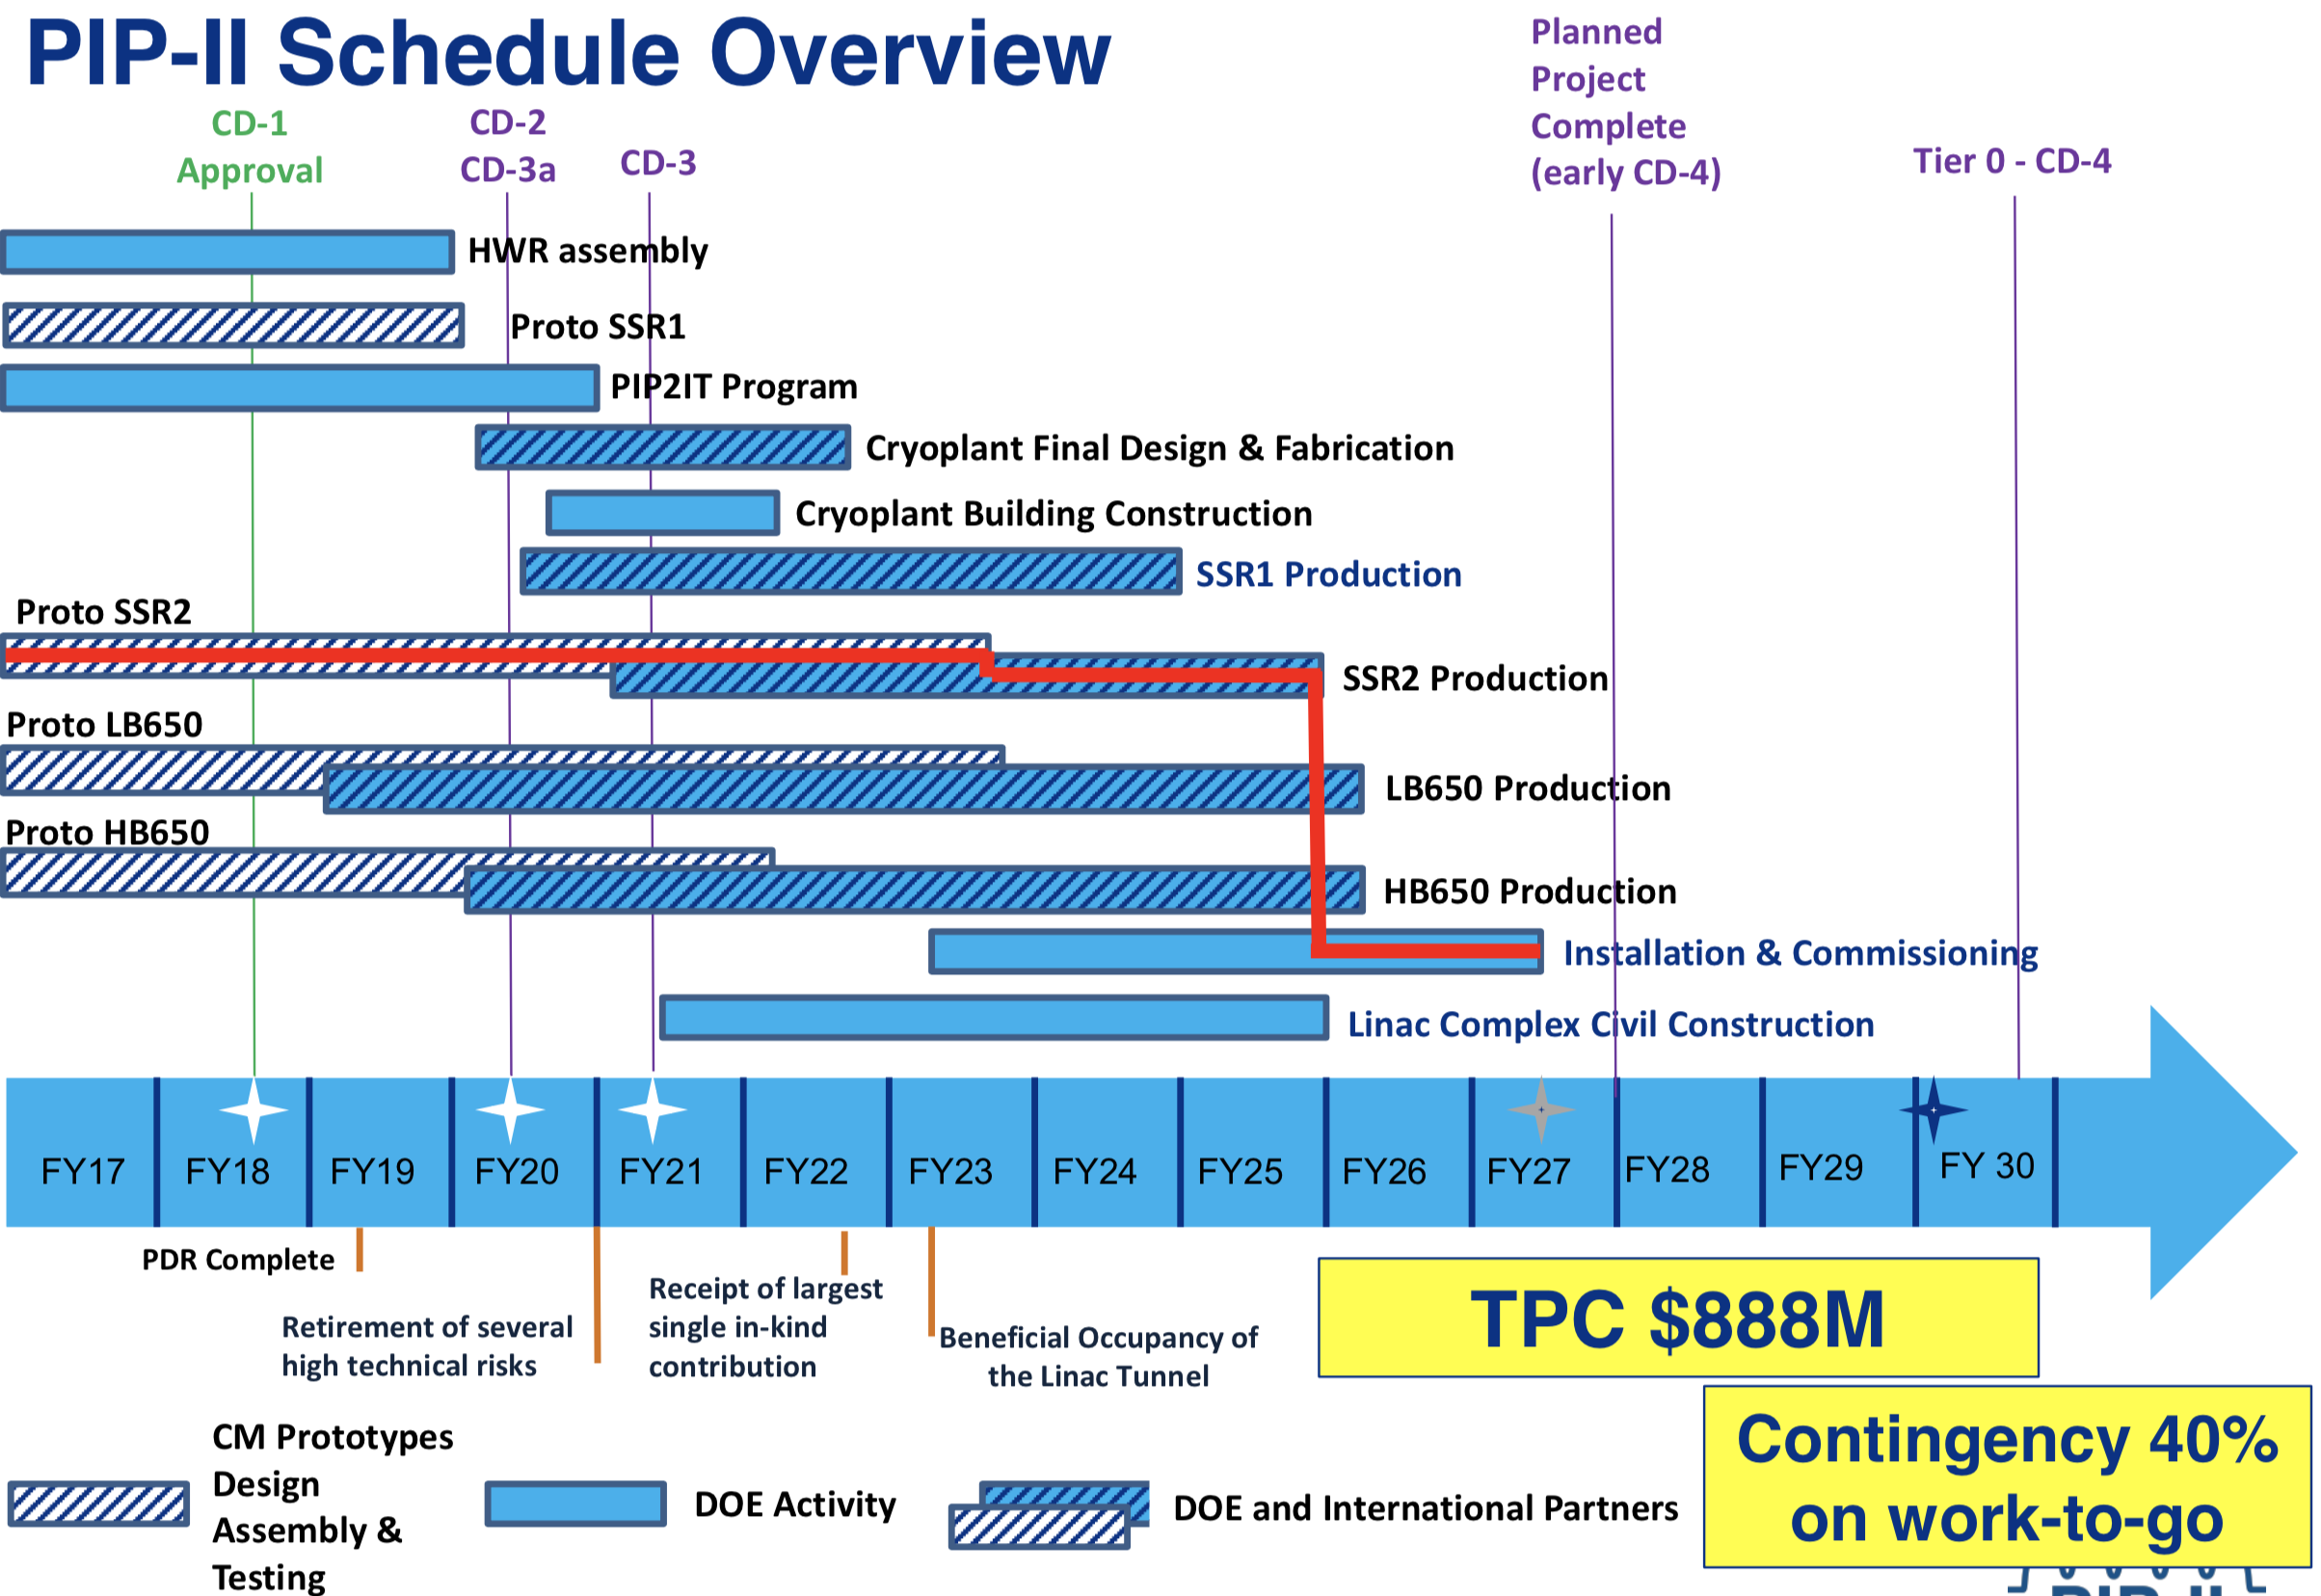 PIP-II Schedule Overview
Planned
Project
Complete
(early CD-4)
CD-1
Approval
CD-2
CD-3a
CD-3
Tier 0 - CD-4
HWR assembly
Proto SSR1
PIP2IT Program
Cryoplant Final Design & Fabrication
Cryoplant Building Construction
SSR1 Production
Proto SSR2
SSR2 Production
Proto LB650
LB650 Production
Proto HB650
HB650 Production
Installation & Commissioning
Linac Complex Civil Construction
FY17 FY18 FY19 FY20 FY21 FY22 FY23 FY24 FY25 FY26 FY27 FY28 FY29 FY 30
PDR Complete
Retirement of several
high technical risks
Receipt of largest
single in-kind
contribution
Beneficial Occupancy of
the Linac Tunnel
TPC $888M
Contingency 40%
on work-to-go
CM Prototypes
Design
Assembly &
Testing
DOE Activity
DOE and International Partners